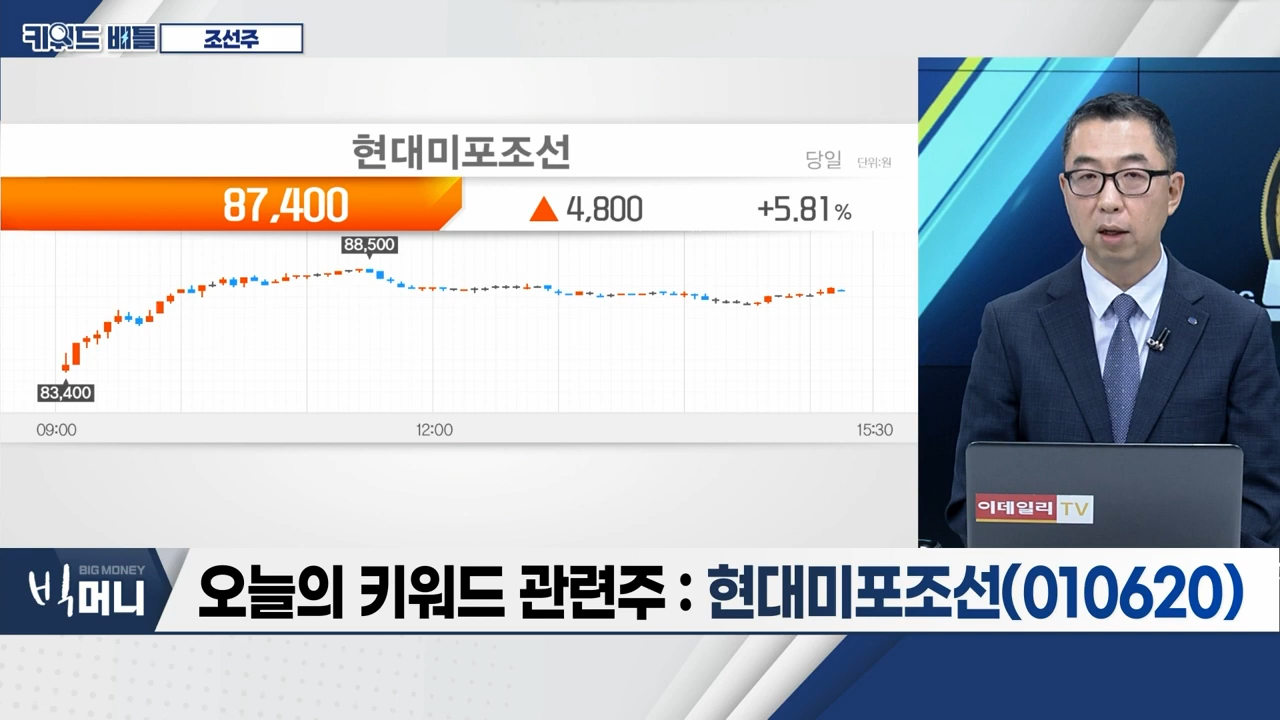 키워드 배틀 조선주
현대미포조선
당일 단위:원
87,400 ▲ 4,800 +5.81%
88,500
83,400
09:00 12:00 15:30
이데일리 TV
BIG MONEY
빅머니
오늘의 키워드 관련주 : 현대미포조선(010620)